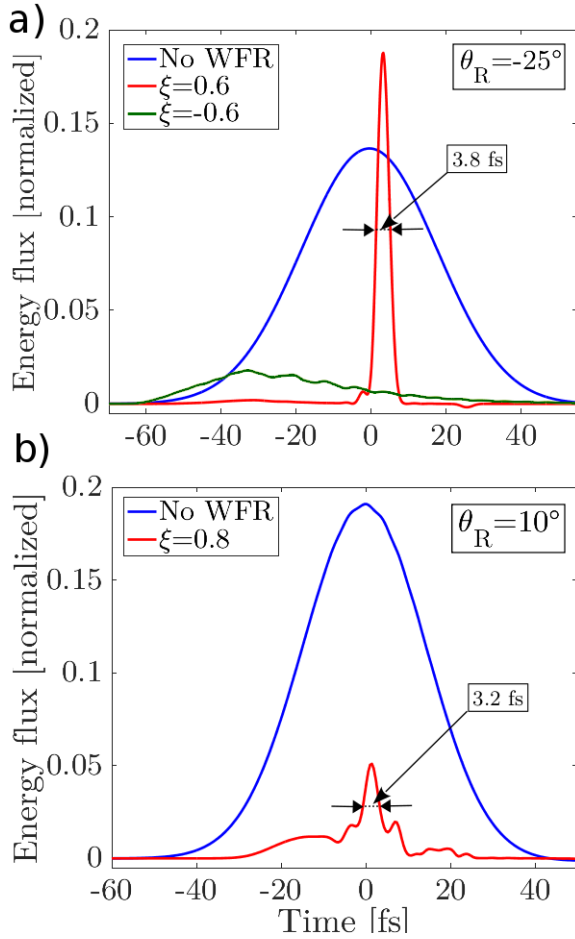 a)
0.2
0.15
0.1
0.05
0
Energy flux [normalized]
No WFR
ξ=0.6
ξ=-0.6
θR=-25°
3.8 fs
-60 -40 -20 0 20 40
b)
0.2
0.15
0.1
0.05
0
Energy flux [normalized]
No WFR
ξ=0.8
θR=10°
3.2 fs
-60 -40 -20 0 20 40
Time [fs]